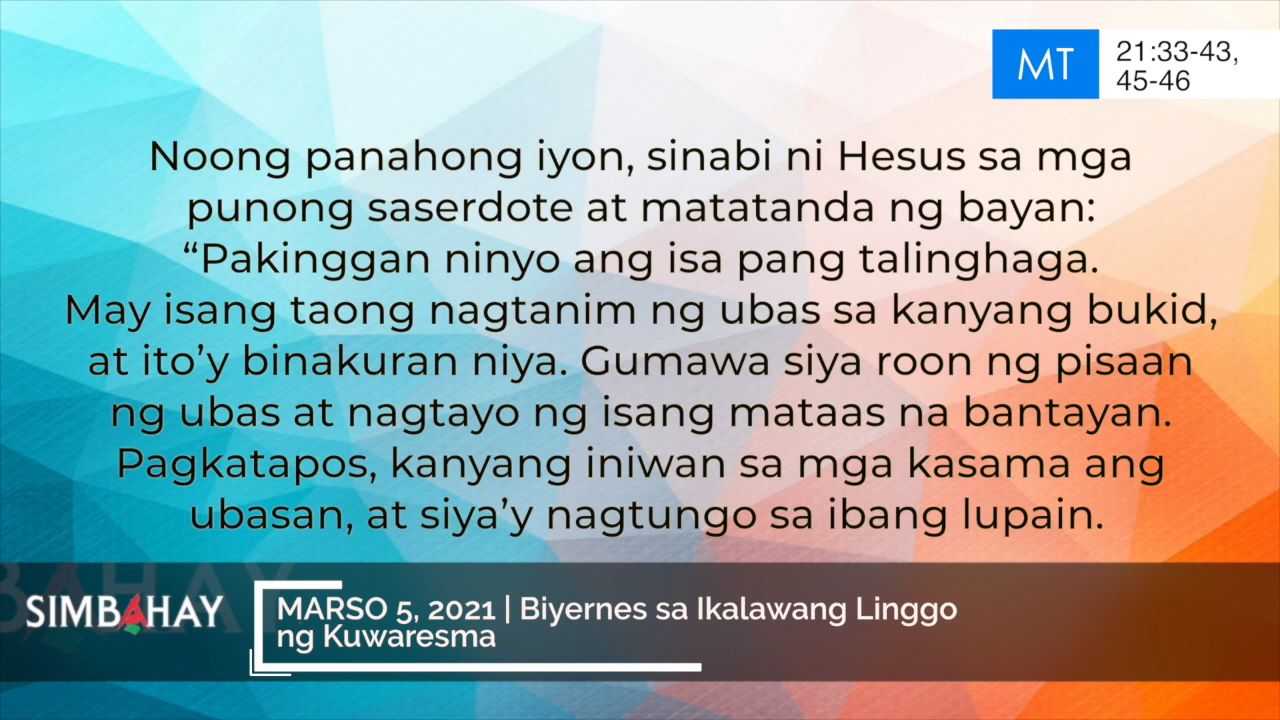 MT
21:33-43,
45-46
Noong panahong iyon, sinabi ni Hesus sa mga
punong saserdote at matatanda ng bayan:
“Pakinggan ninyo ang isa pang talinghaga.
May isang taong nagtanim ng ubas sa kanyang bukid,
at ito’y binakuran niya. Gumawa siya roon ng pisaan
ng ubas at nagtayo ng isang mataas na bantayan.
Pagkatapos, kanyang iniwan sa mga kasama ang
ubasan, at siya’y nagtungo sa ibang lupain.
SIMBAHAY
MARSO 5, 2021 | Biyernes sa Ikalawang Linggo
ng Kuwaresma